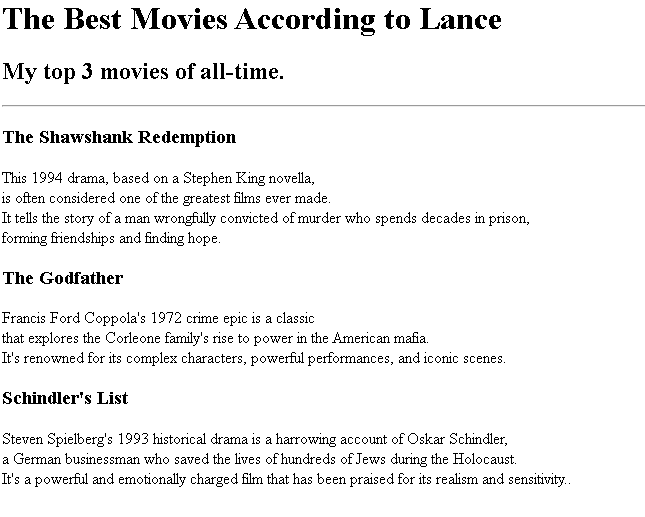 The Best Movies According to Lance
My top 3 movies of all-time.
The Shawshank Redemption
This 1994 drama, based on a Stephen King novella,
is often considered one of the greatest films ever made.
It tells the story of a man wrongfully convicted of murder who spends decades in prison,
forming friendships and finding hope.
The Godfather
Francis Ford Coppola's 1972 crime epic is a classic
that explores the Corleone family's rise to power in the American mafia.
It's renowned for its complex characters, powerful performances, and iconic scenes.
Schindler's List
Steven Spielberg's 1993 historical drama is a harrowing account of Oskar Schindler,
a German businessman who saved the lives of hundreds of Jews during the Holocaust.
It's a powerful and emotionally charged film that has been praised for its realism and sensitivity..